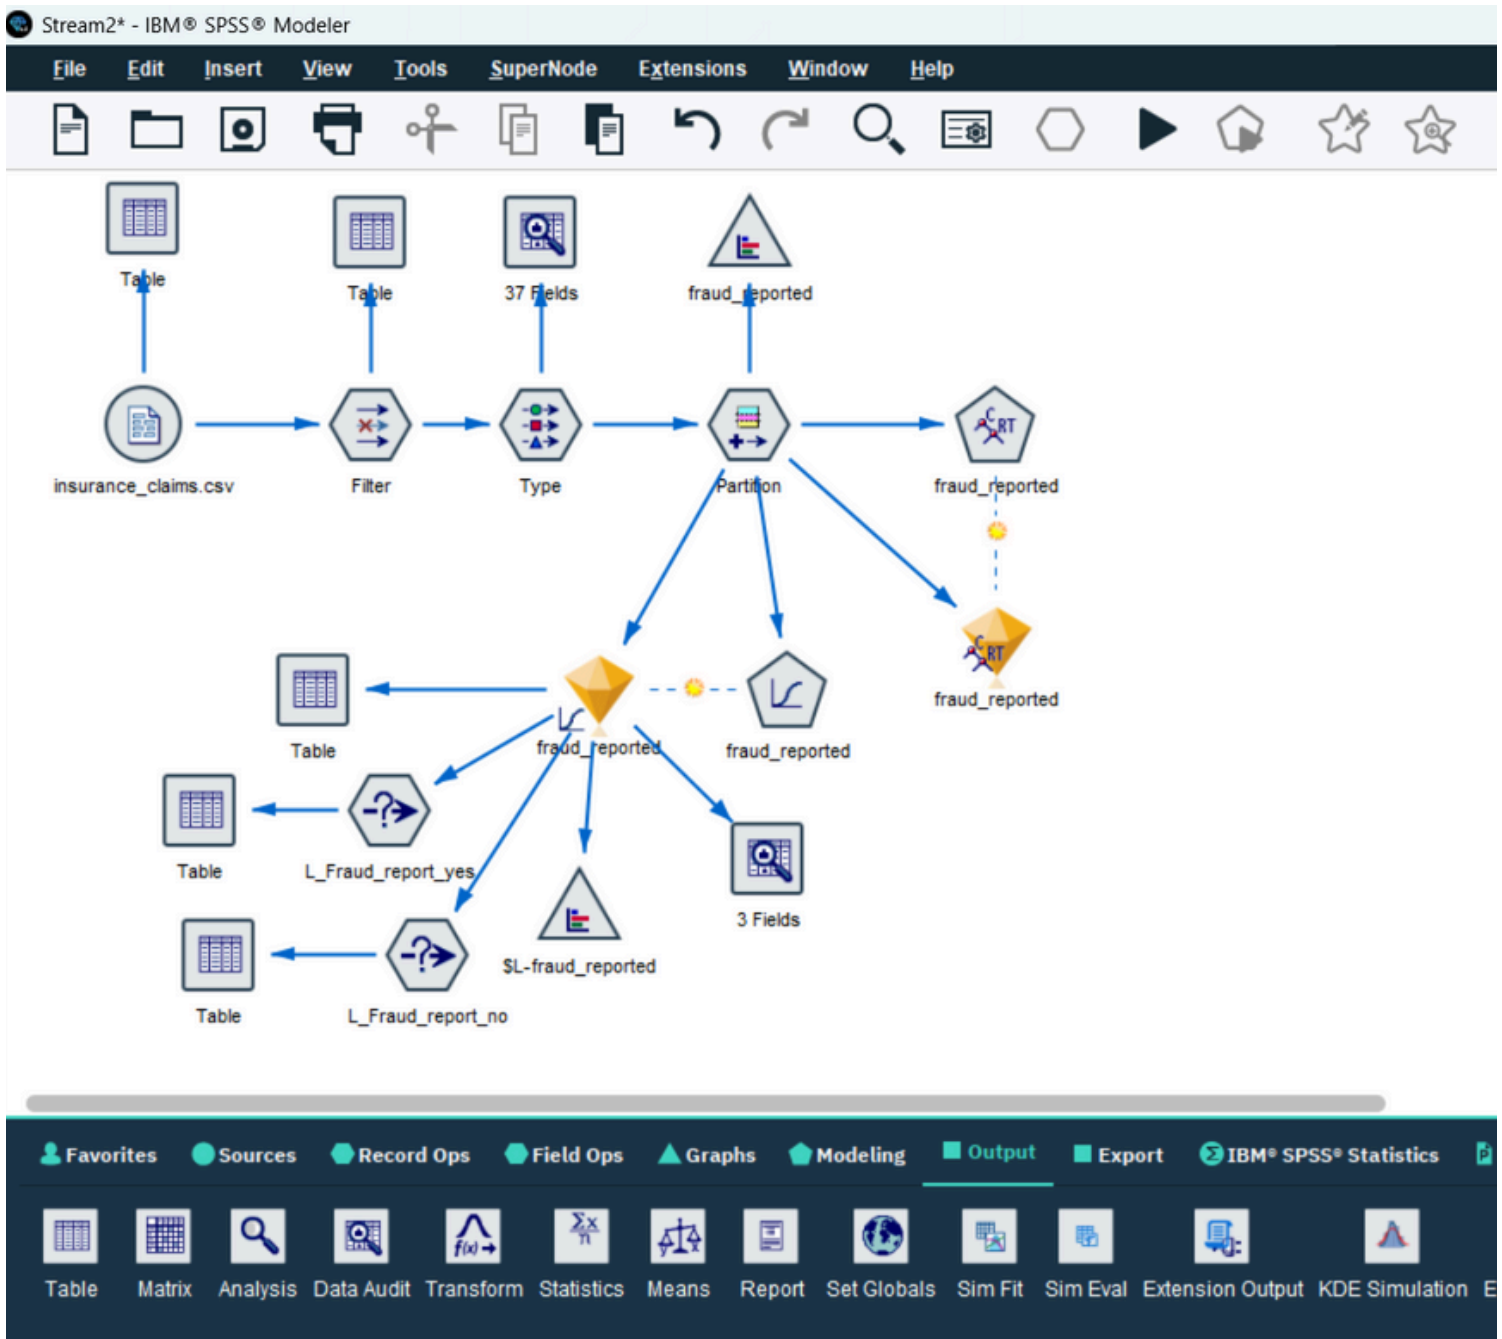 Stream2* - IBM® SPSS® Modeler
File Edit Insert View Tools SuperNode Extensions Window Help
Table
Table
37 Fields
fraud_reported
C
RT
insurance_claims.csv
Filter
Type
Partition
fraud_reported
C
RT
fraud_reported
Table
fraud_reported
fraud_reported
Table
L_Fraud_report_yes
3 Fields
Table
L_Fraud_report_no
$L-fraud_reported
Favorites Sources Record Ops Field Ops Graphs Modeling Output Export IBM® SPSS® Statistics P
Σx
n
f(x)
Table Matrix Analysis Data Audit Transform Statistics Means Report Set Globals Sim Fit Sim Eval Extension Output KDE Simulation E